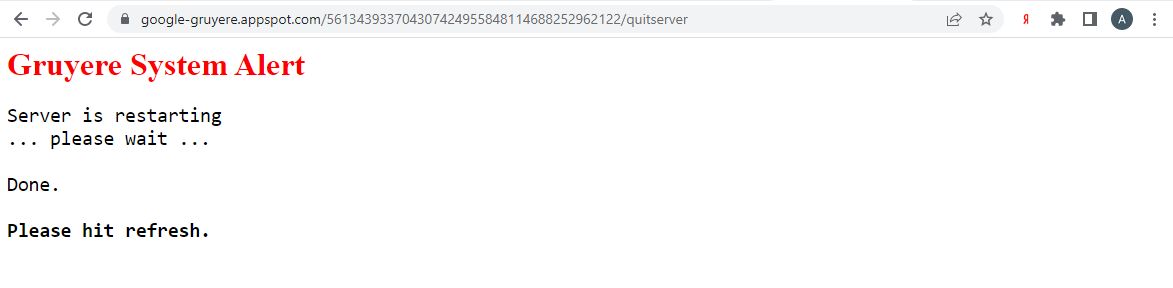 google-gruyere.appspot.com/561343933704307424955848114688252962122/quitserver
Я
A
Gruyere System Alert
Server is restarting
... please wait ...
Done.
Please hit refresh.